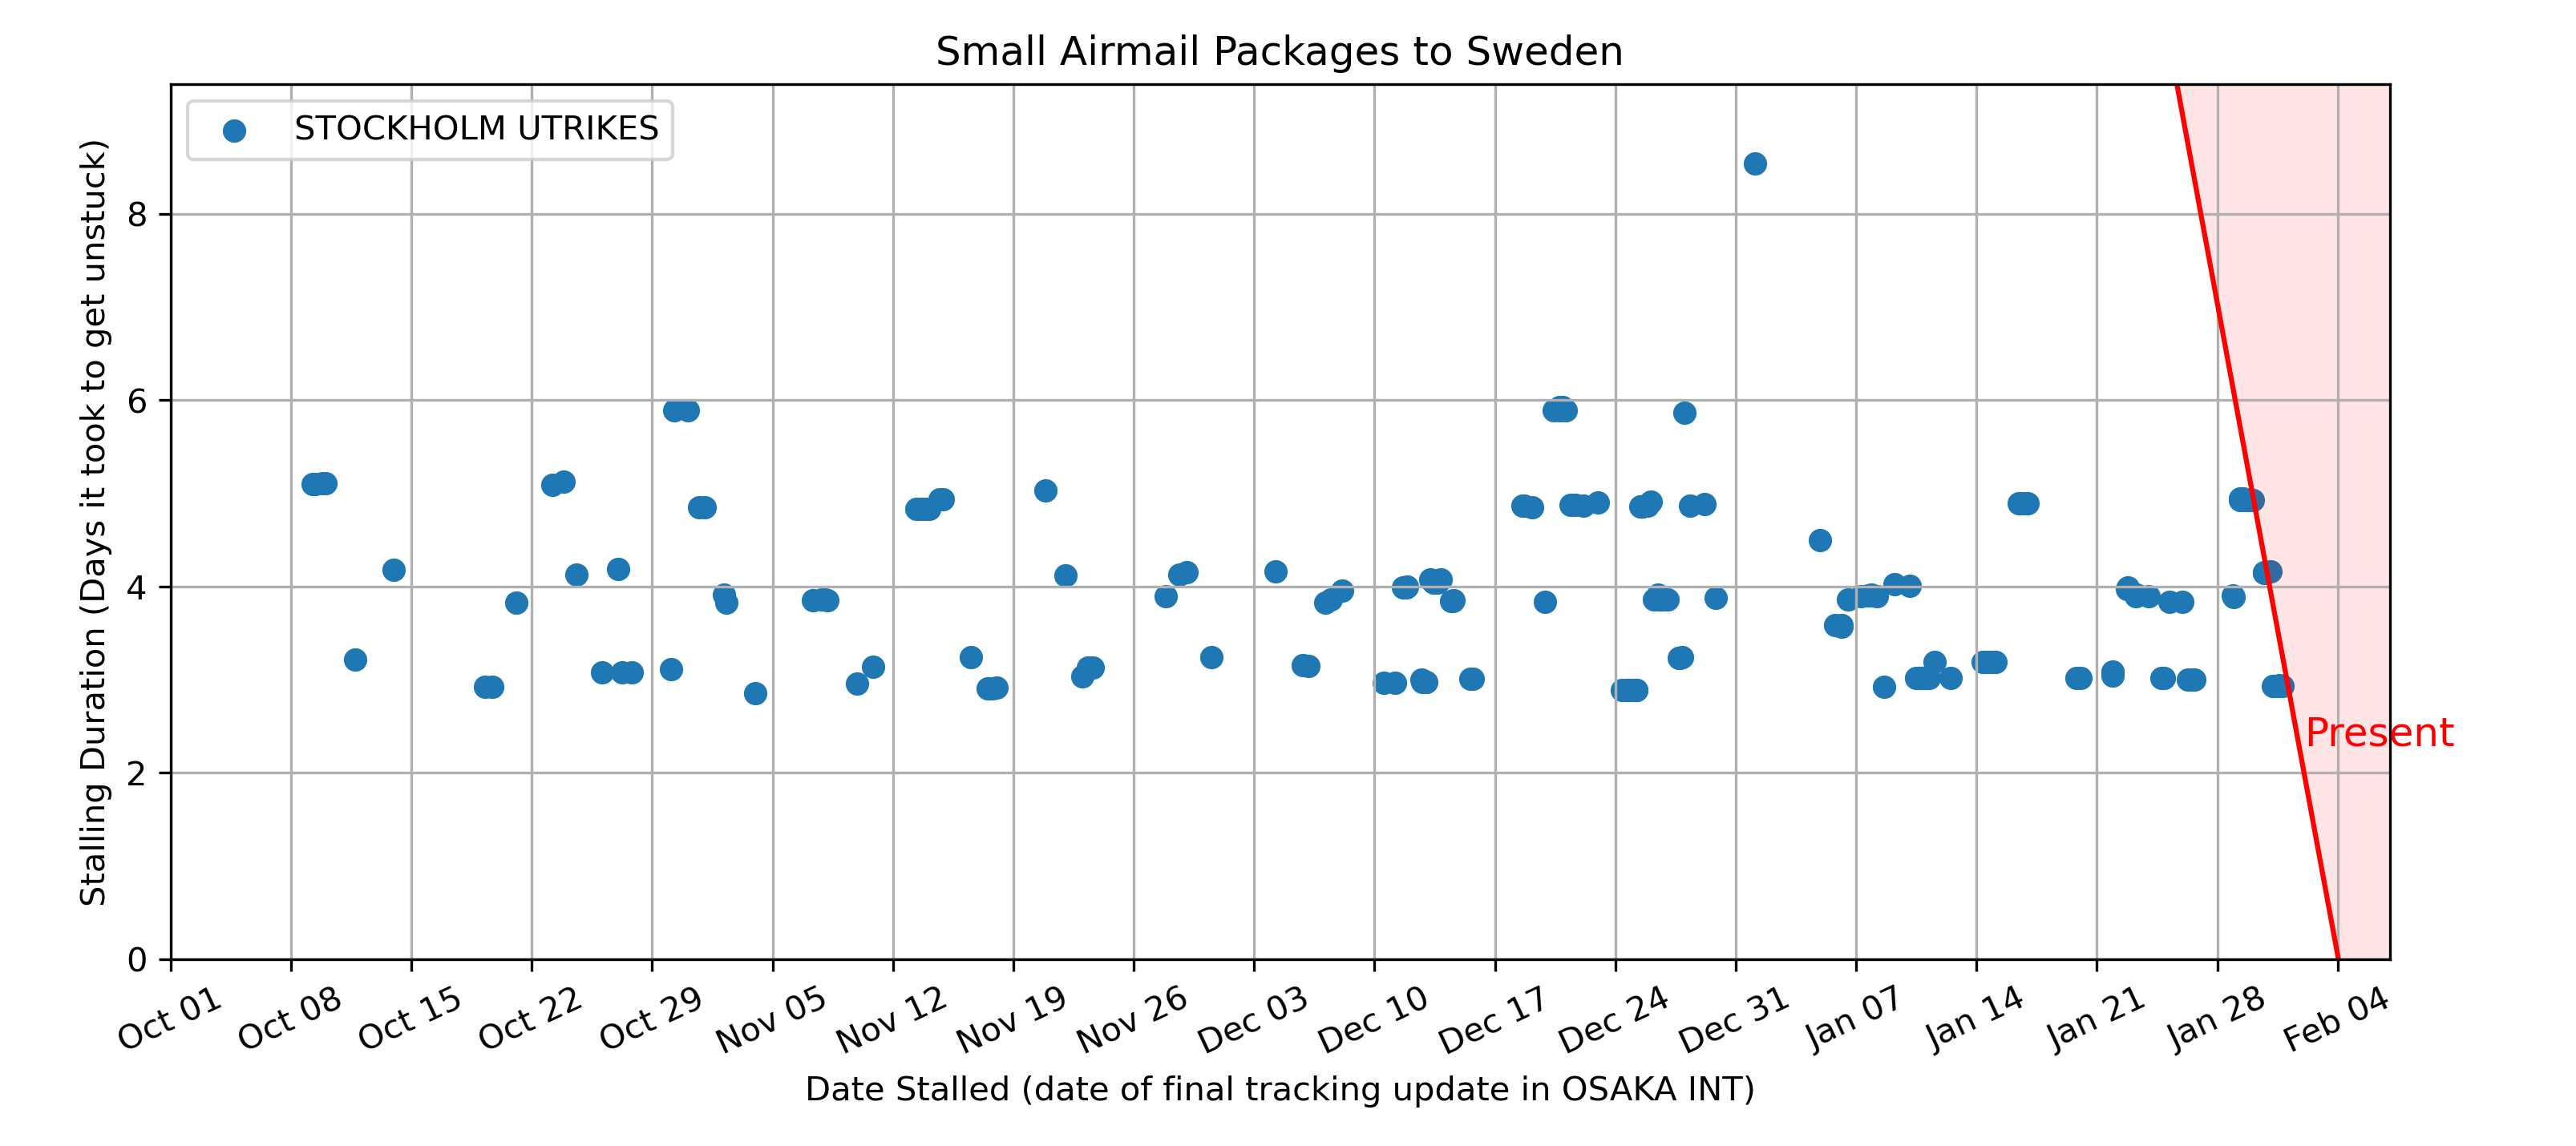 Small Airmail Packages to Sweden
STOCKHOLM UTRIKES
Stalling Duration (Days it took to get unstuck)
8
6
4
2
0
Present
Oct 01
Oct 08
Oct 15
Oct 22
Oct 29
Nov 05
Nov 12
Nov 19
Nov 26
Dec 03
Dec 10
Dec 17
Dec 24
Dec 31
Jan 07
Jan 14
Jan 21
Jan 28
Feb 04
Date Stalled (date of final tracking update in OSAKA INT)